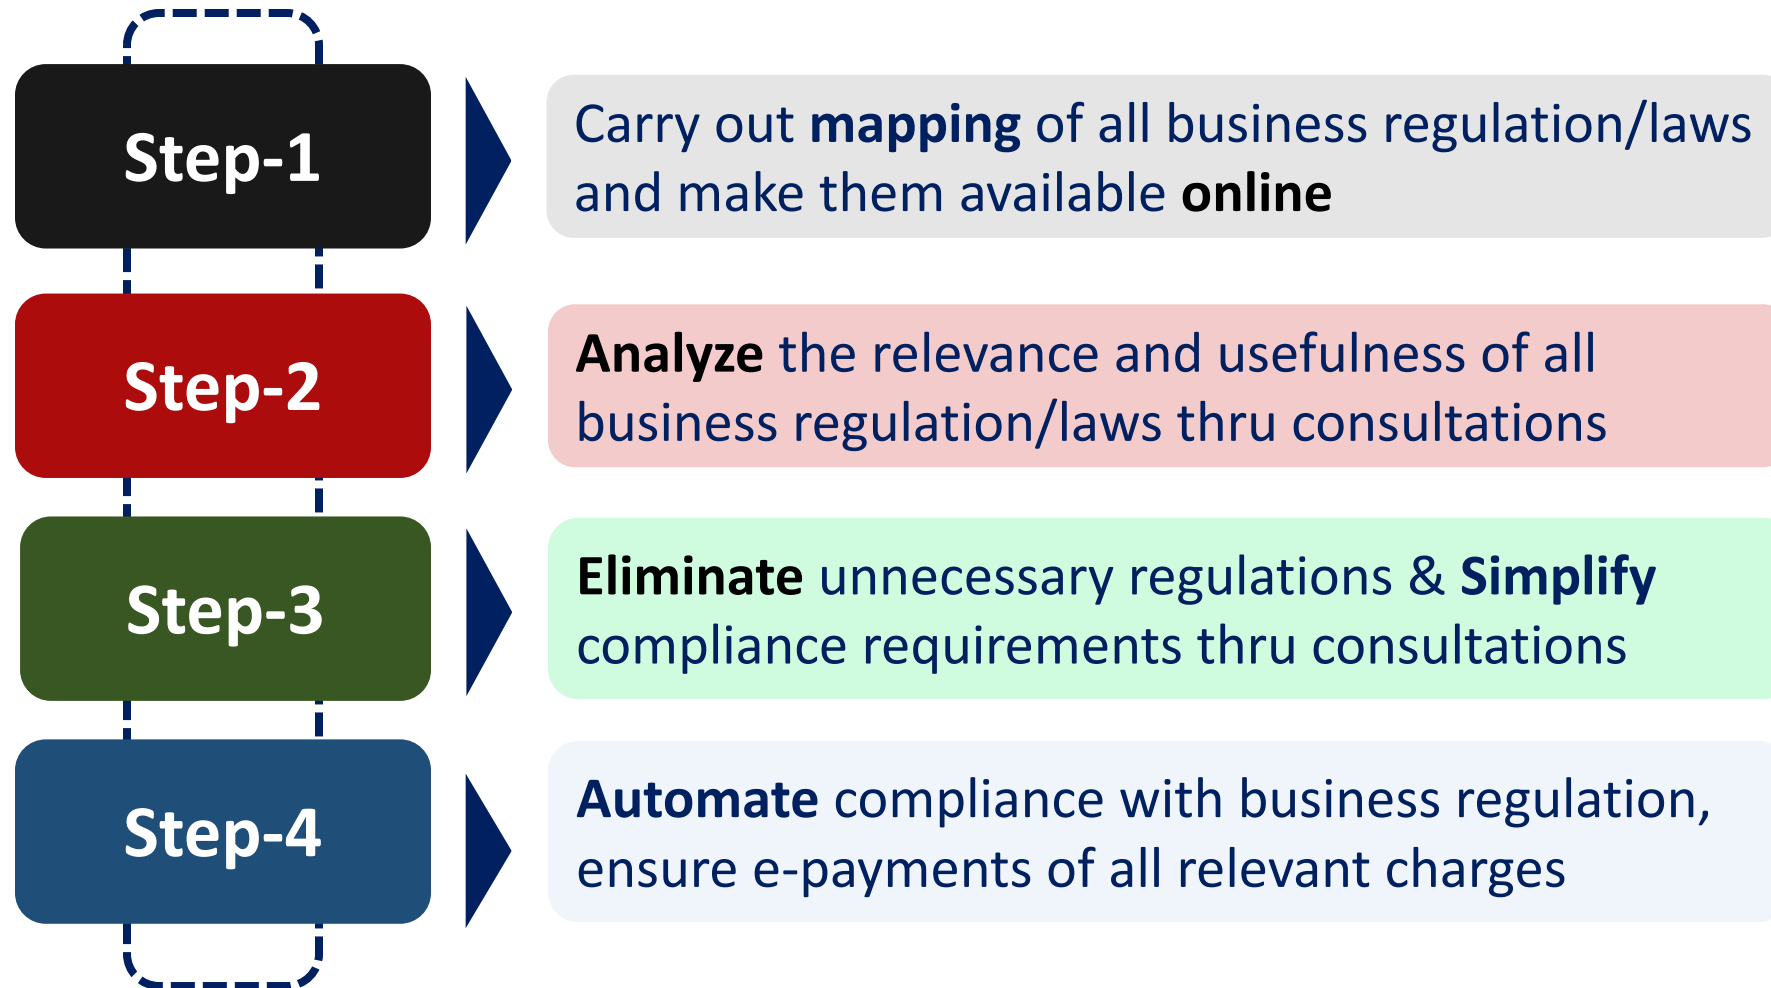 Step-1
Carry out mapping of all business regulation/laws
and make them available online
Step-2
Analyze the relevance and usefulness of all
business regulation/laws thru consultations
Step-3
Eliminate unnecessary regulations & Simplify
compliance requirements thru consultations
Step-4
Automate compliance with business regulation,
ensure e-payments of all relevant charges